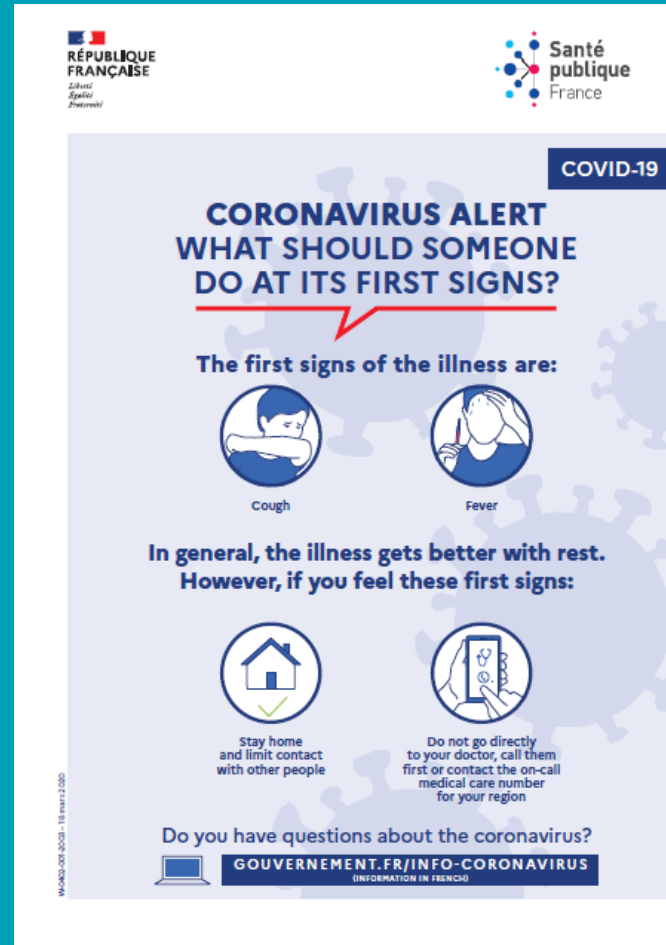 RÉPUBLIQUE
FRANÇAISE
Liberté
Égalité
Fraternité
Santé
publique
France
COVID-19
CORONAVIRUS ALERT
WHAT SHOULD SOMEONE
DO AT ITS FIRST SIGNS?
The first signs of the illness are:
Cough
Fever
In general, the illness gets better with rest.
However, if you feel these first signs:
Stay home
and limit contact
with other people
Do not go directly
to your doctor, call them
first or contact the on-call
medical care number
for your region
Do you have questions about the coronavirus?
GOUVERNEMENT.FR/INFO-CORONAVIRUS
(INFORMATION IN FRENCH)
18 mars 2020